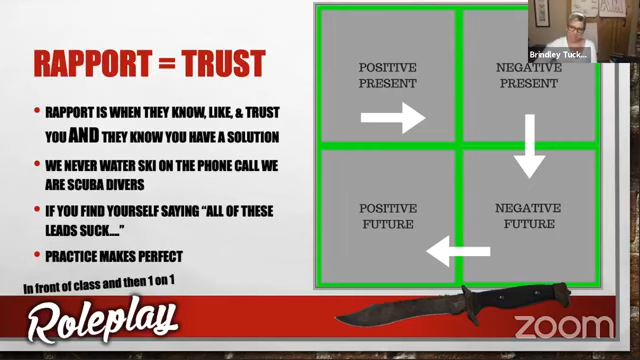 RAPPORT = TRUST
• RAPPORT IS WHEN THEY KNOW, LIKE, & TRUST
YOU AND THEY KNOW YOU HAVE A SOLUTION
• WE NEVER WATER SKI ON THE PHONE CALL WE
ARE SCUBA DIVERS
• IF YOU FIND YOURSELF SAYING “ALL OF THESE
LEADS SUCK....”
• PRACTICE MAKES PERFECT
In front of class and then 1 on 1
Roleplay
POSITIVE
PRESENT
NEGATIVE
PRESENT
POSITIVE
FUTURE
NEGATIVE
FUTURE
Brindley Tuck...
zoom